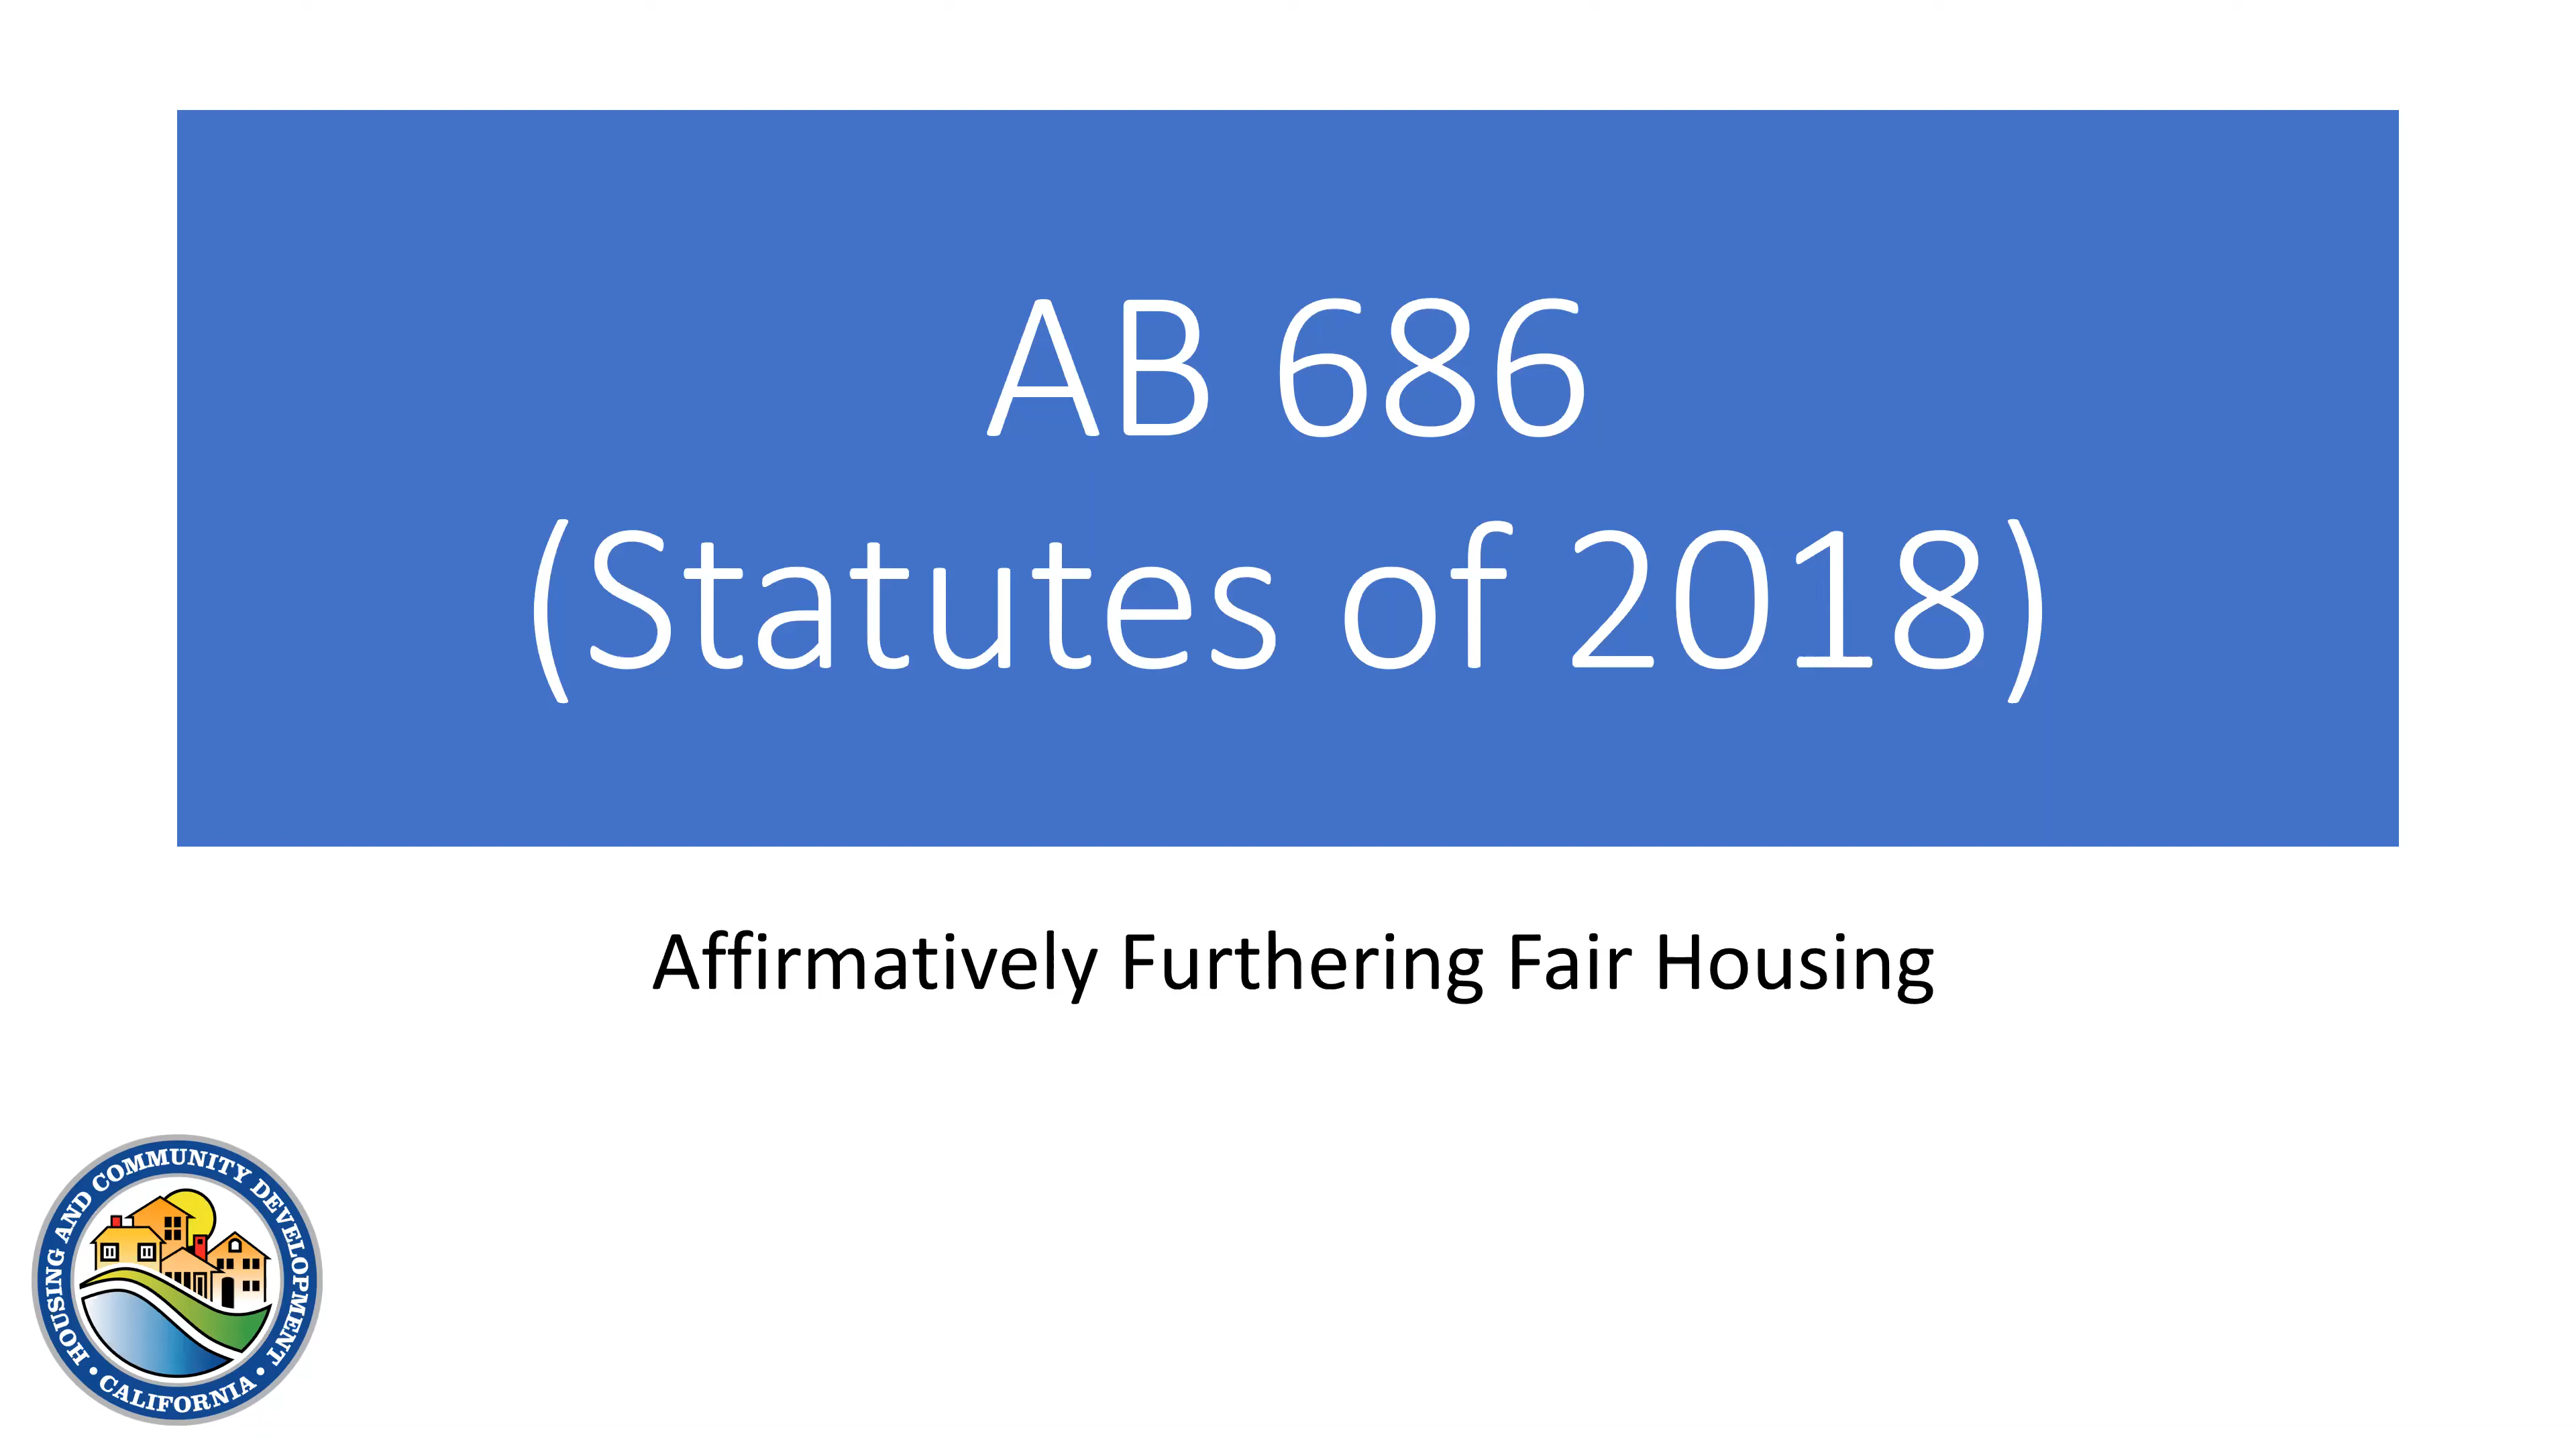 AB 686
(Statutes of 2018)
Affirmatively Furthering Fair Housing
HOUSING AND COMMUNITY DEVELOPMENT
• CALIFORNIA •